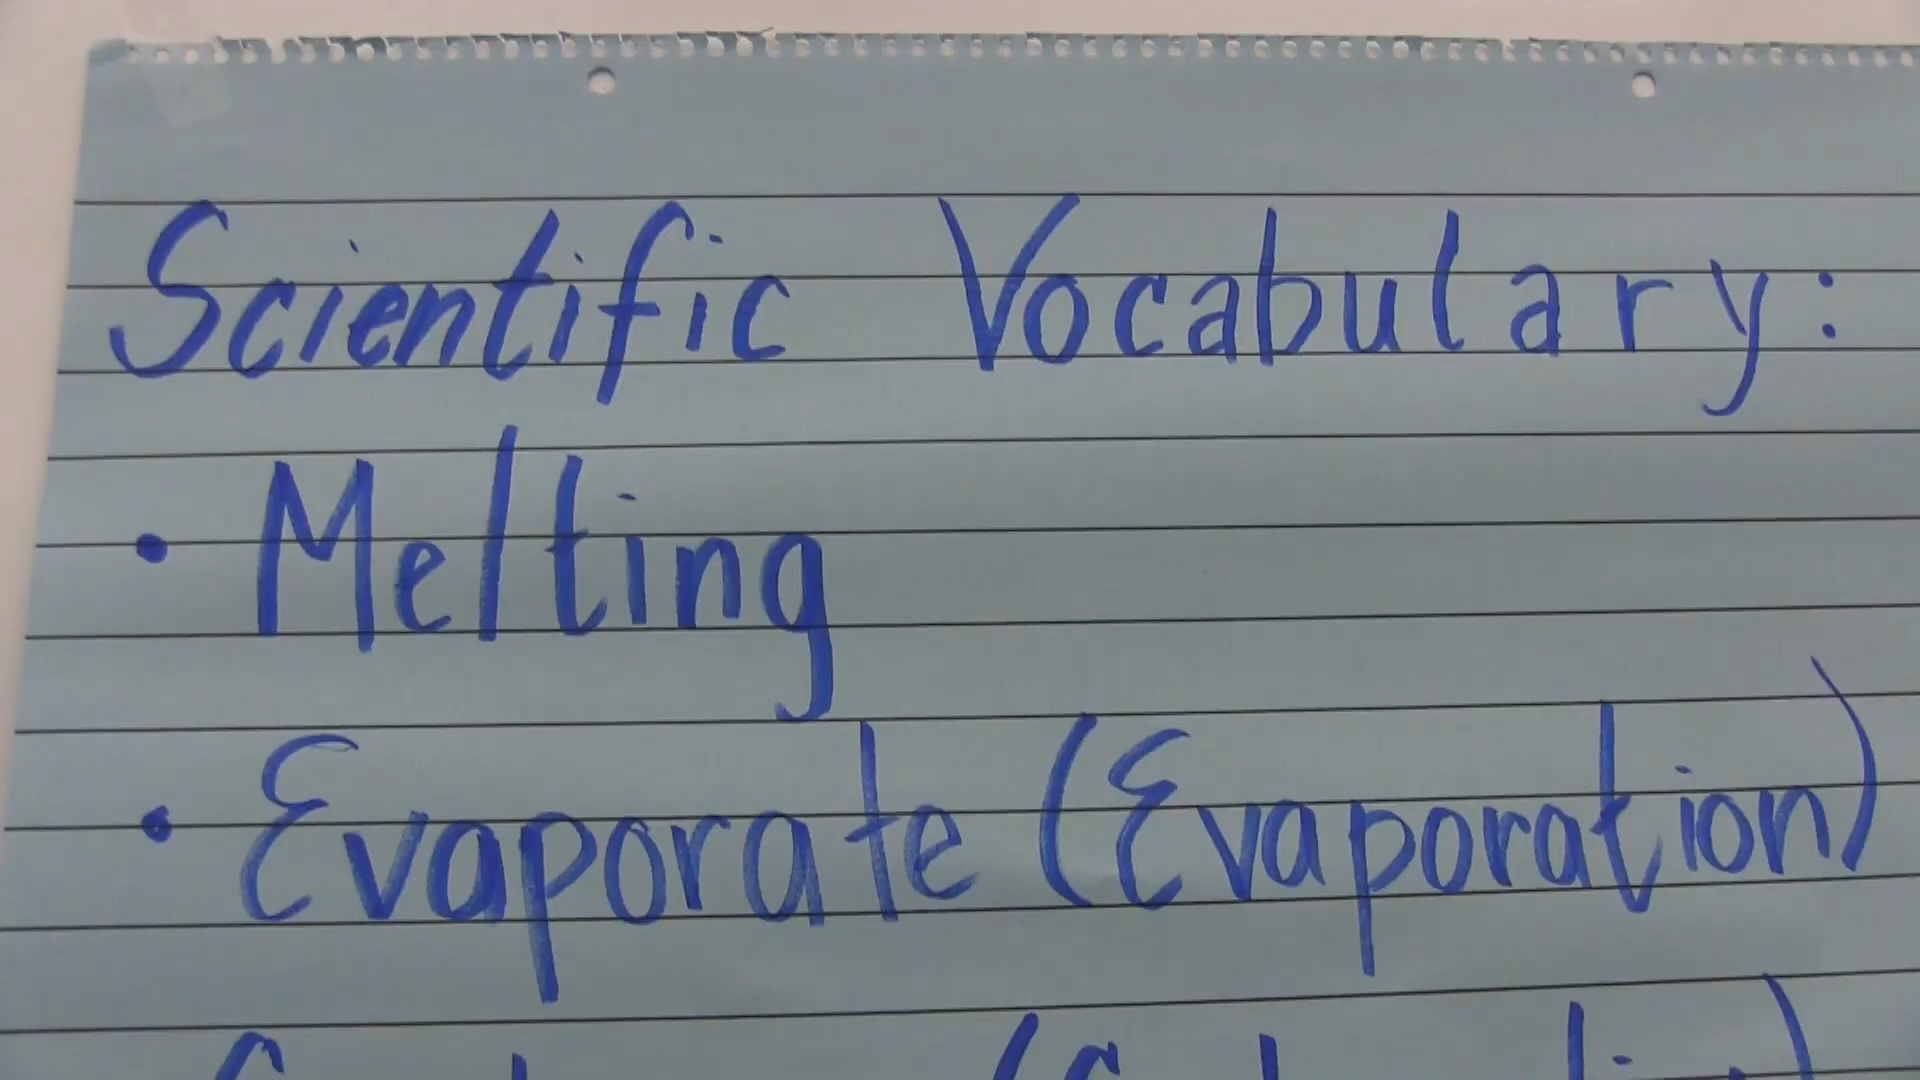 Scientific Vocabulary:
• Melting
• Evaporate (Evaporation)